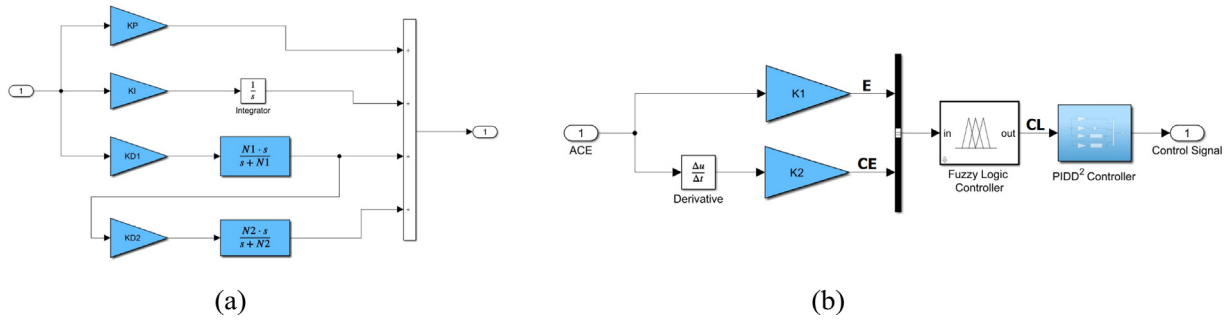 KP
1
KI
1
s
Integrator
KD1
N1 · s
s + N1
KD2
N2 · s
s + N2
+
+
+
+
1
(a)
1
ACE
Δu
Δt
Derivative
K1
E
K2
CE
in
out
Fuzzy Logic
Controller
CL
PIDD² Controller
1
Control Signal
(b)